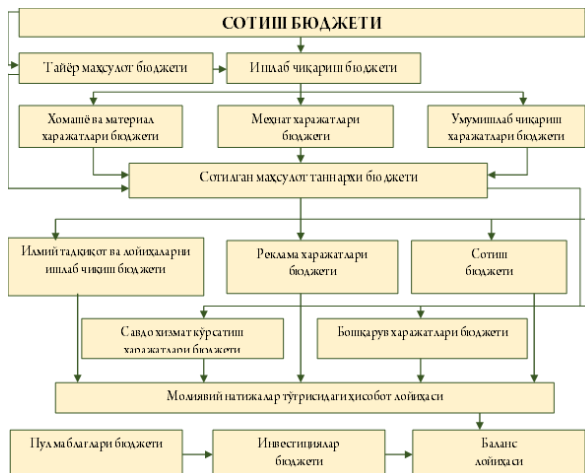 СОТИШ БЮДЖЕТИ
Тайёр маҳсулот бюджети
Ишлаб чиқариш бюджети
Хомашё ва материал
харажатлари бюджети
Меҳнат харажатлари
бюджети
Умумишлаб чиқариш
харажатлари бюджети
Сотилган маҳсулот таннархи бюджети
Илмий тадқиқот ва лойиҳаларни
ишлаб чиқиш бюджети
Реклама харажатлари
бюджети
Сотиш
бюджети
Савдо хизмат кўрсатиш
харажатлари бюджети
Бошқарув харажатлари бюджети
Молиявий натижалар тўғрисидаги ҳисобот лойиҳаси
Пул маблағлари бюджети
Инвестициялар
бюджети
Баланс
лойиҳаси